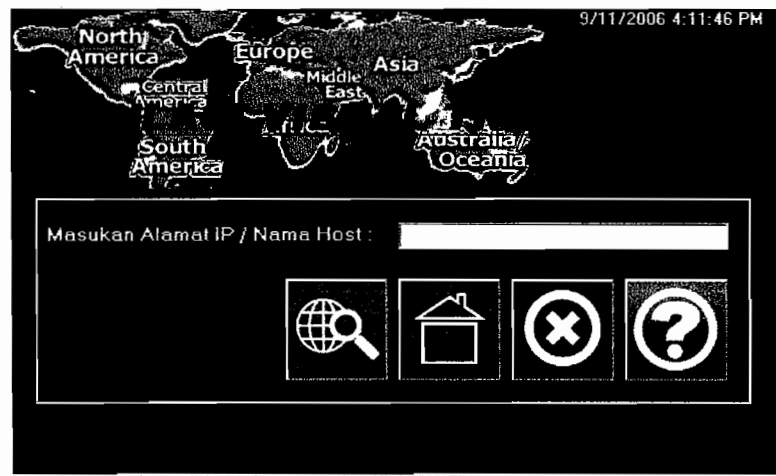 9/11/2006 4:11:46 PM
North
America
Europe
Asia
Middle
East
Central
America
Africa
South
America
Australia/
Oceania
Masukan Alamat IP / Nama Host :